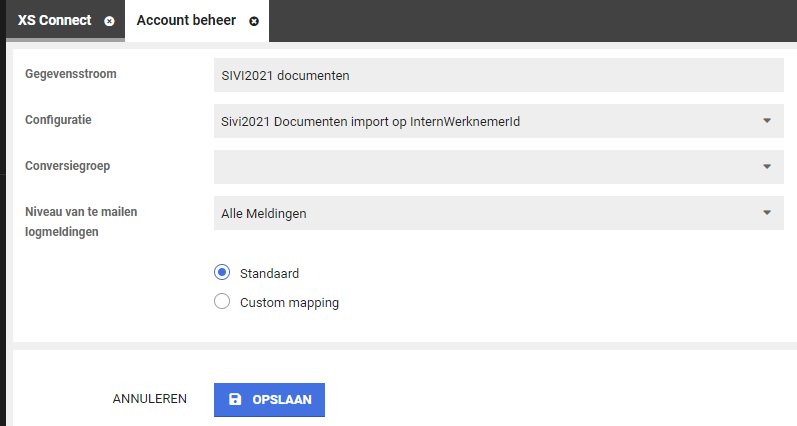 XS Connect
Account beheer
Gegevensstroom
SIVI2021 documenten
Configuratie
Sivi2021 Documenten import op InternWerknemerId
Conversiegroep
Niveau van te mailen
logmeldingen
Alle Meldingen
Standaard
Custom mapping
ANNULEREN
OPSLAAN